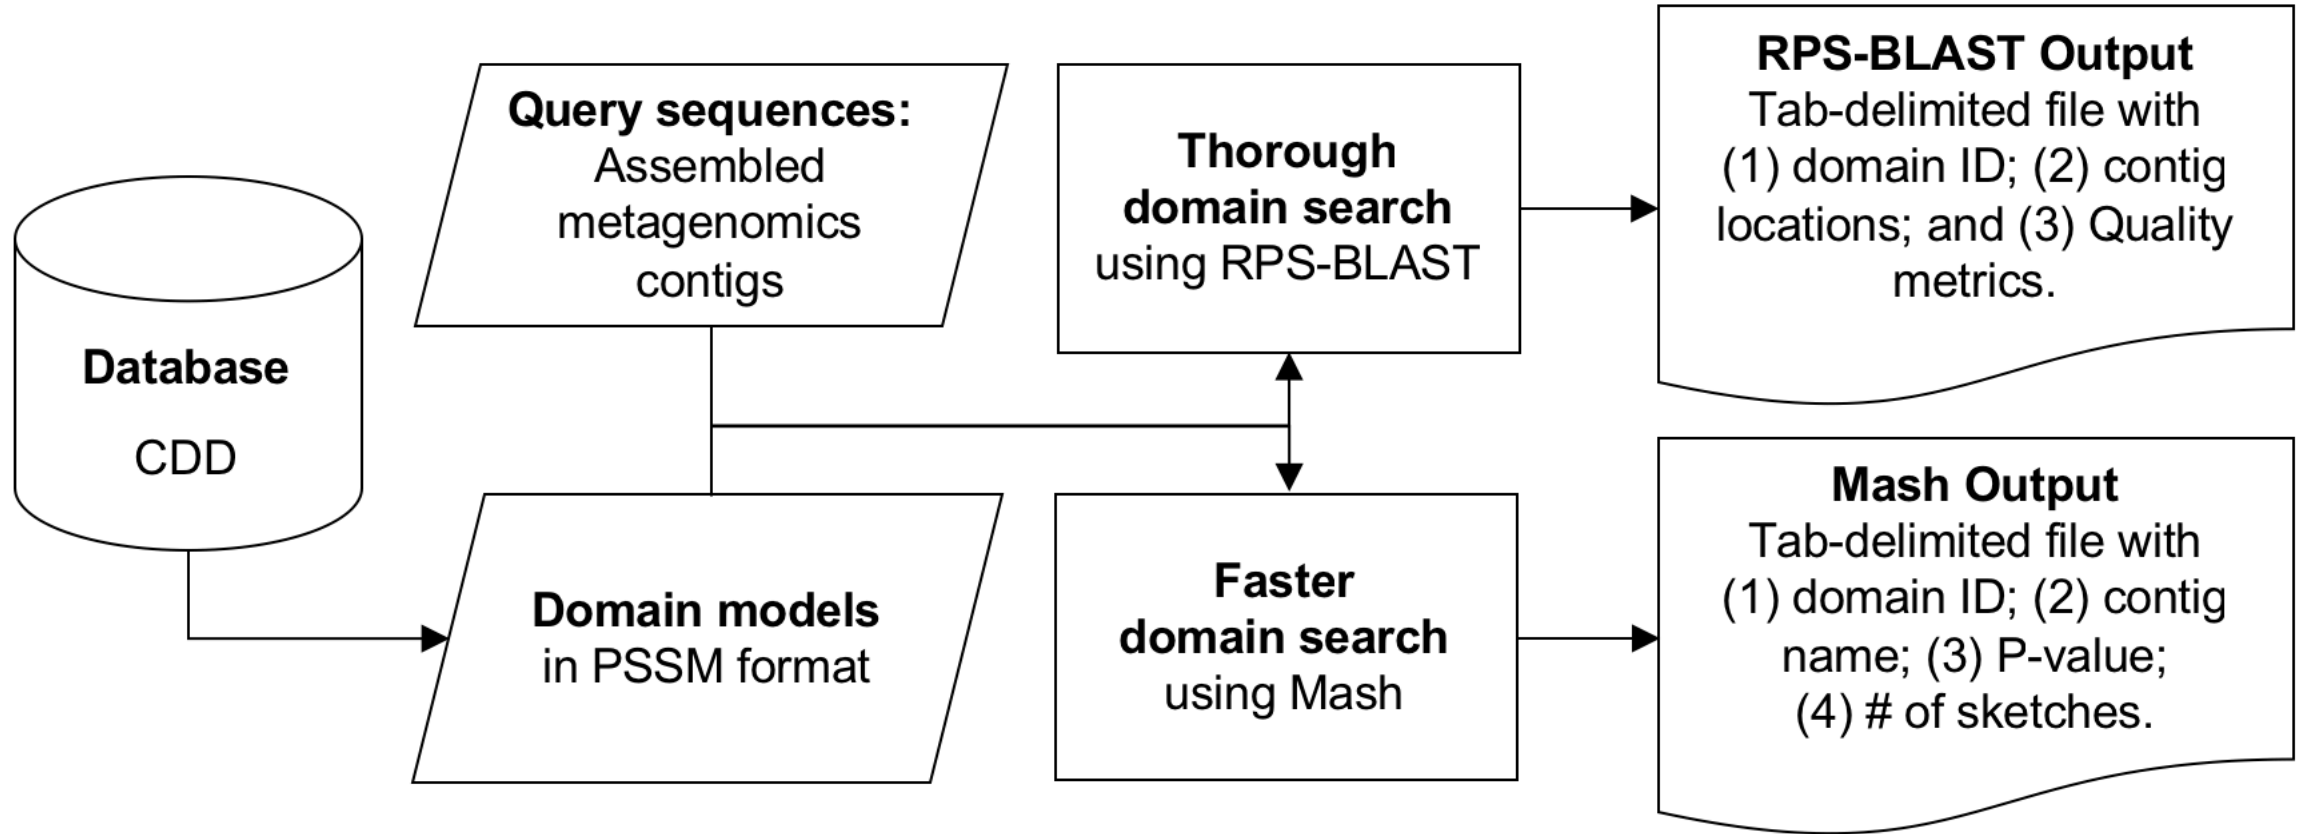 Database
CDD
Query sequences:
Assembled
metagenomics
contigs
Domain models
in PSSM format
Thorough
domain search
using RPS-BLAST
Faster
domain search
using Mash
RPS-BLAST Output
Tab-delimited file with
(1) domain ID; (2) contig
locations; and (3) Quality
metrics.
Mash Output
Tab-delimited file with
(1) domain ID; (2) contig
name; (3) P-value;
(4) # of sketches.